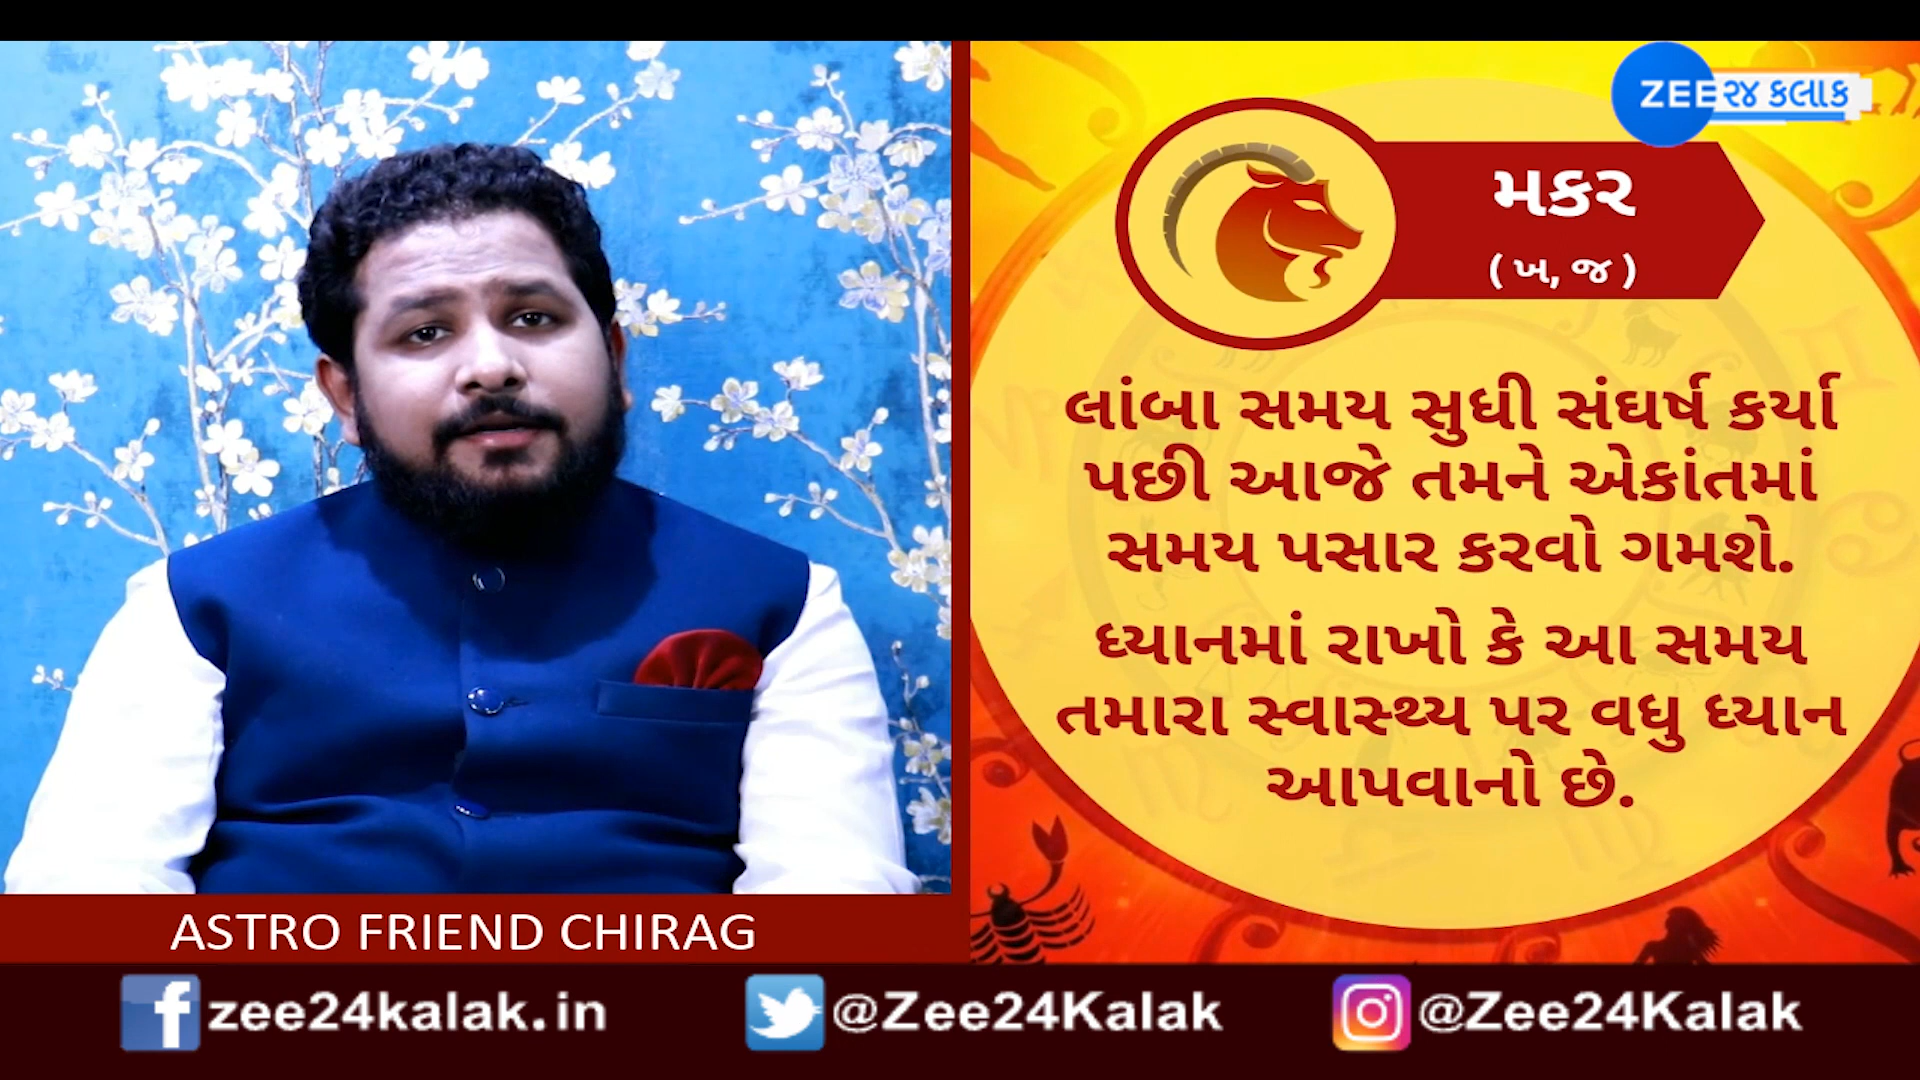 ZEE ૨૪ કલાક
મકર
( ખ, જ )
લાંબા સમય સુધી સંઘર્ષ કર્યા
પછી આજે તમને એકાંતમાં
સમય પસાર કરવો ગમશે.
ધ્યાનમાં રાખો કે આ સમય
તમારા સ્વાસ્થ્ય પર વધુ ધ્યાન
આપવાનો છે.
ASTRO FRIEND CHIRAG
zee24kalak.in
@Zee24Kalak
@Zee24Kalak